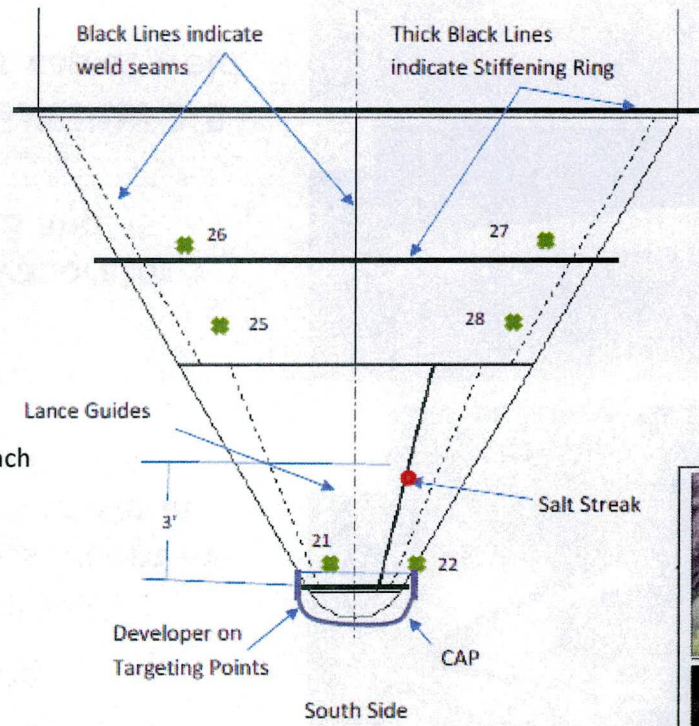 Black Lines indicate
weld seams
Thick Black Lines
indicate Stiffening Ring
26
27
25
28
Lance Guides
ach
3'
Salt Streak
21
22
Developer on
Targeting Points
CAP
South Side